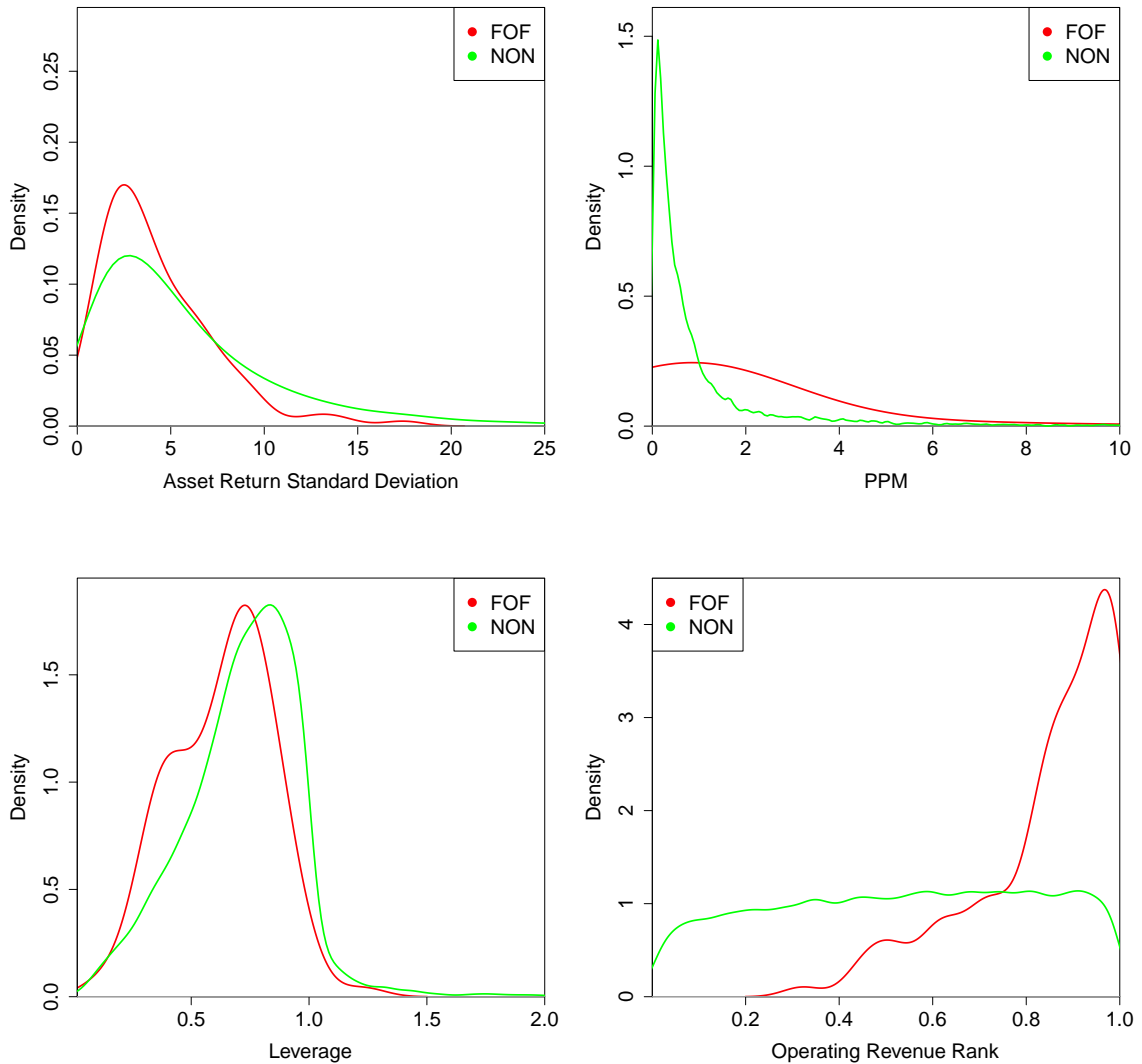 FOF
NON
0.00 0.05 0.10 0.15 0.20 0.25
Density
0 5 10 15 20 25
Asset Return Standard Deviation
FOF
NON
0.0 0.5 1.0 1.5
Density
0 2 4 6 8 10
PPM
FOF
NON
0.0 0.5 1.0 1.5
Density
0.5 1.0 1.5 2.0
Leverage
FOF
NON
0 1 2 3 4
Density
0.2 0.4 0.6 0.8 1.0
Operating Revenue Rank